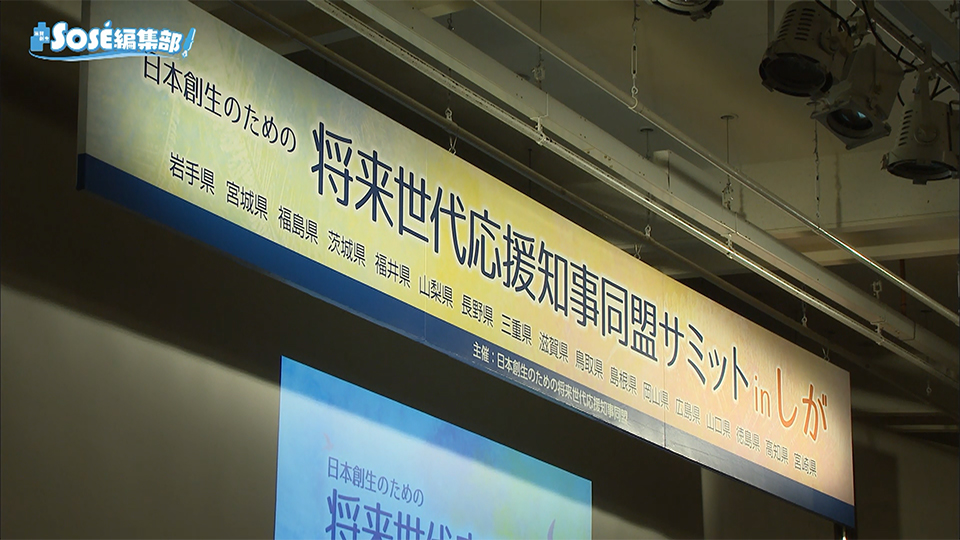 SOSÉ編集部!
日本創生のための
将来世代応援知事同盟サミット in しが
岩手県 宮城県 福島県 茨城県 福井県 山梨県 長野県 三重県 滋賀県 鳥取県 島根県 岡山県 広島県 山口県 徳島県 高知県 宮崎県
主催:日本創生のための将来世代応援知事同盟
日本創生のための
将来世代